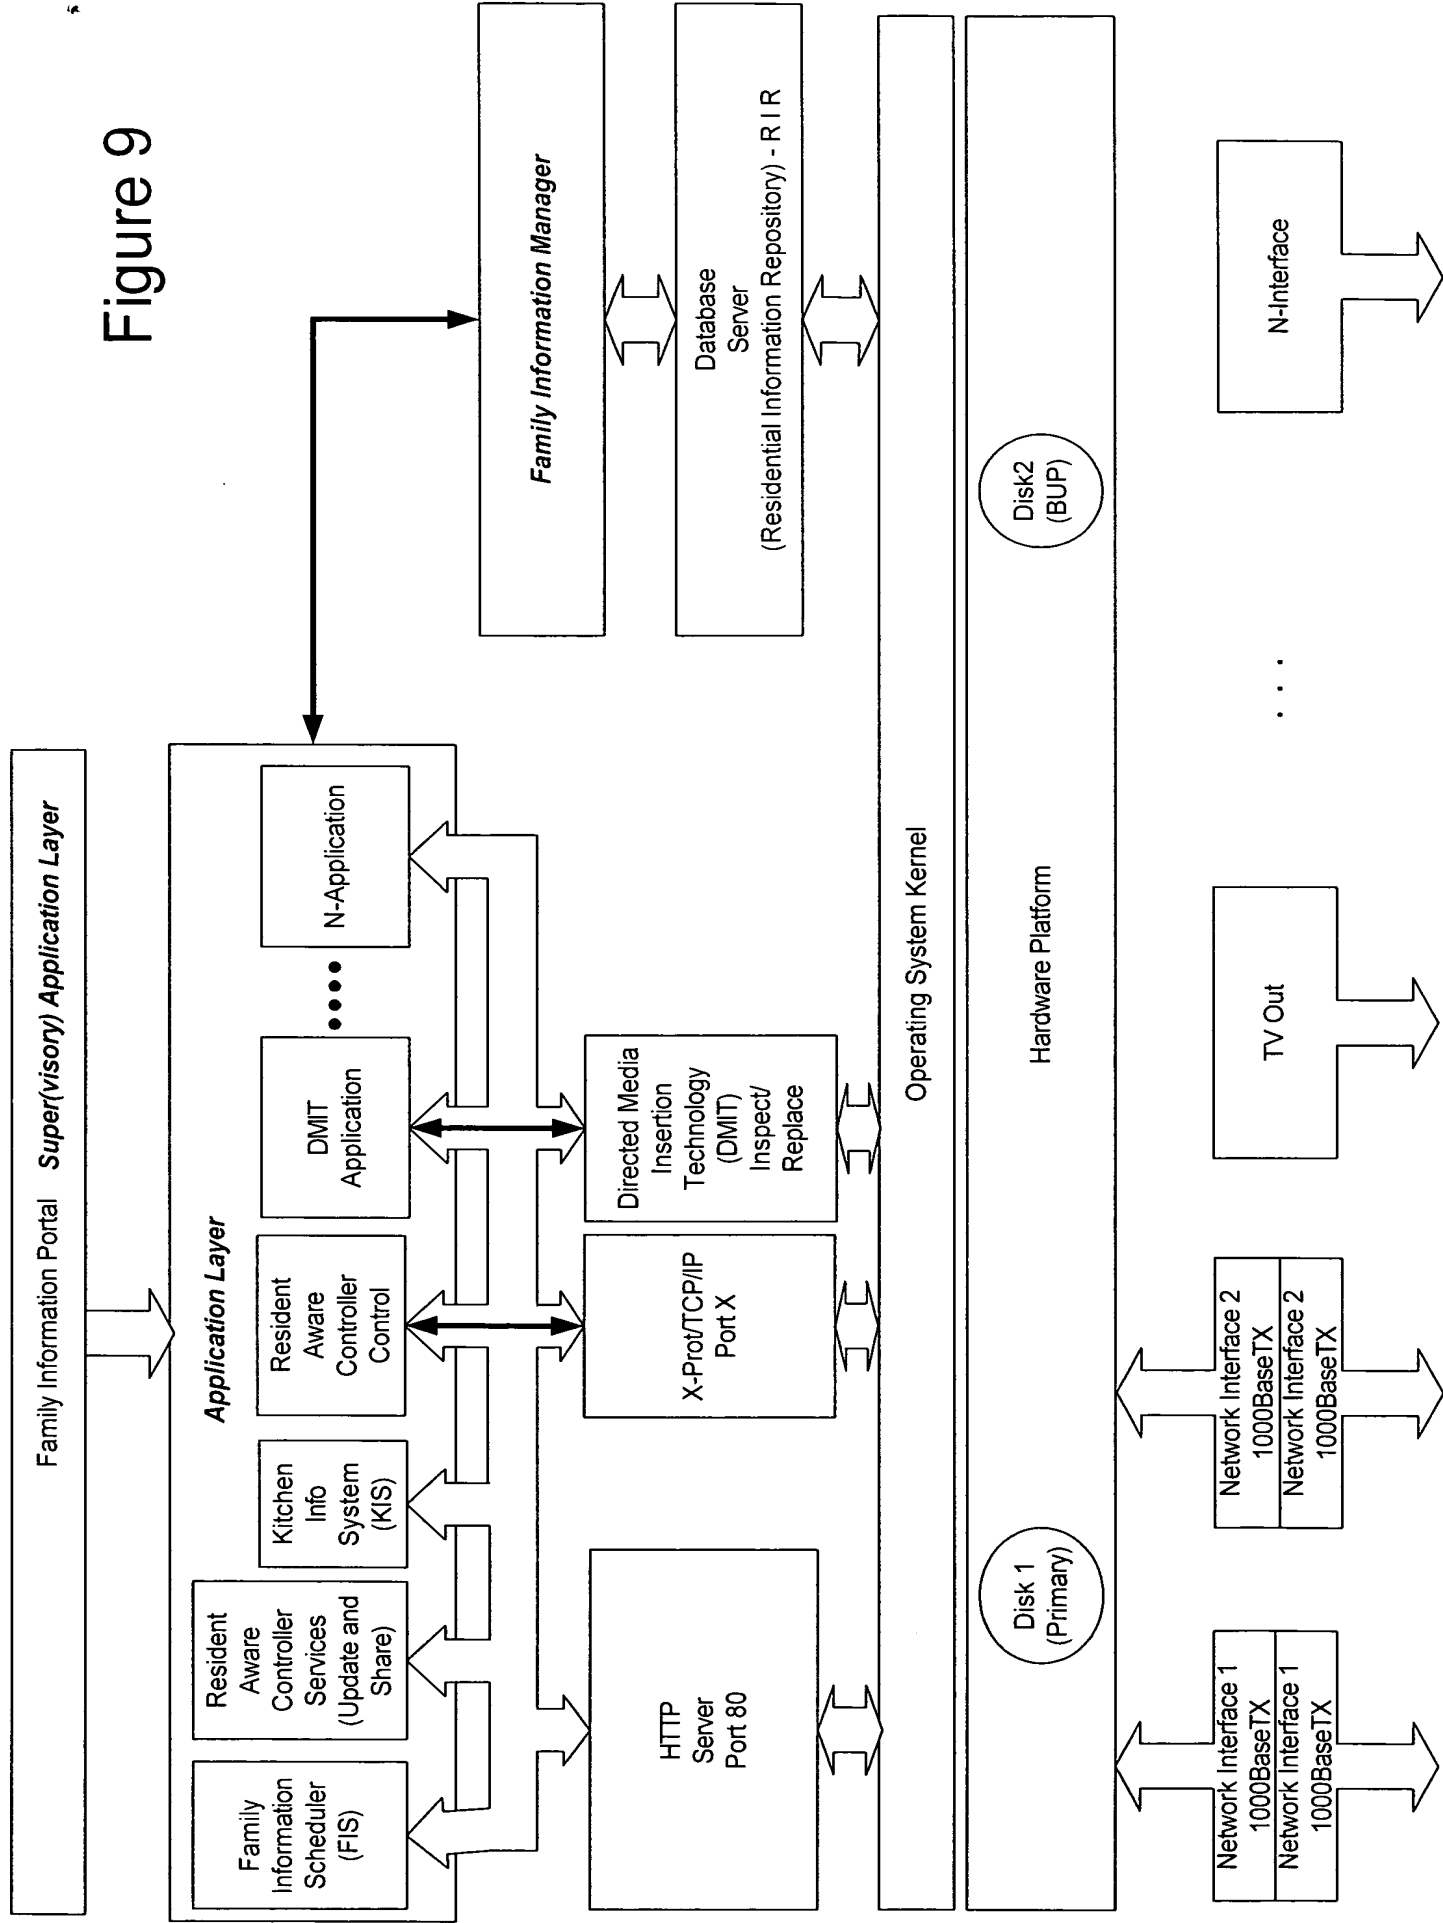 Figure 9
Family Information Portal Super(visory) Application Layer
Application Layer
Family
Information
Scheduler
(FIS)
Resident
Aware
Controller
Services
(Update and
Share)
Kitchen
Info
System
(KIS)
Resident
Aware
Controller
Control
DMIT
Application
N-Application
Family Information Manager
HTTP
Server
Port 80
X-Prot/TCP/IP
Port X
Directed Media
Insertion
Technology
(DMIT)
Inspect/
Replace
Database
Server
(Residential Information Repository) - R I R
Operating System Kernel
Disk 1
(Primary)
Hardware Platform
Disk2
(BUP)
Network Interface 1
1000BaseTX
Network Interface 1
1000BaseTX
Network Interface 2
1000BaseTX
Network Interface 2
1000BaseTX
TV Out
. . .
N-Interface